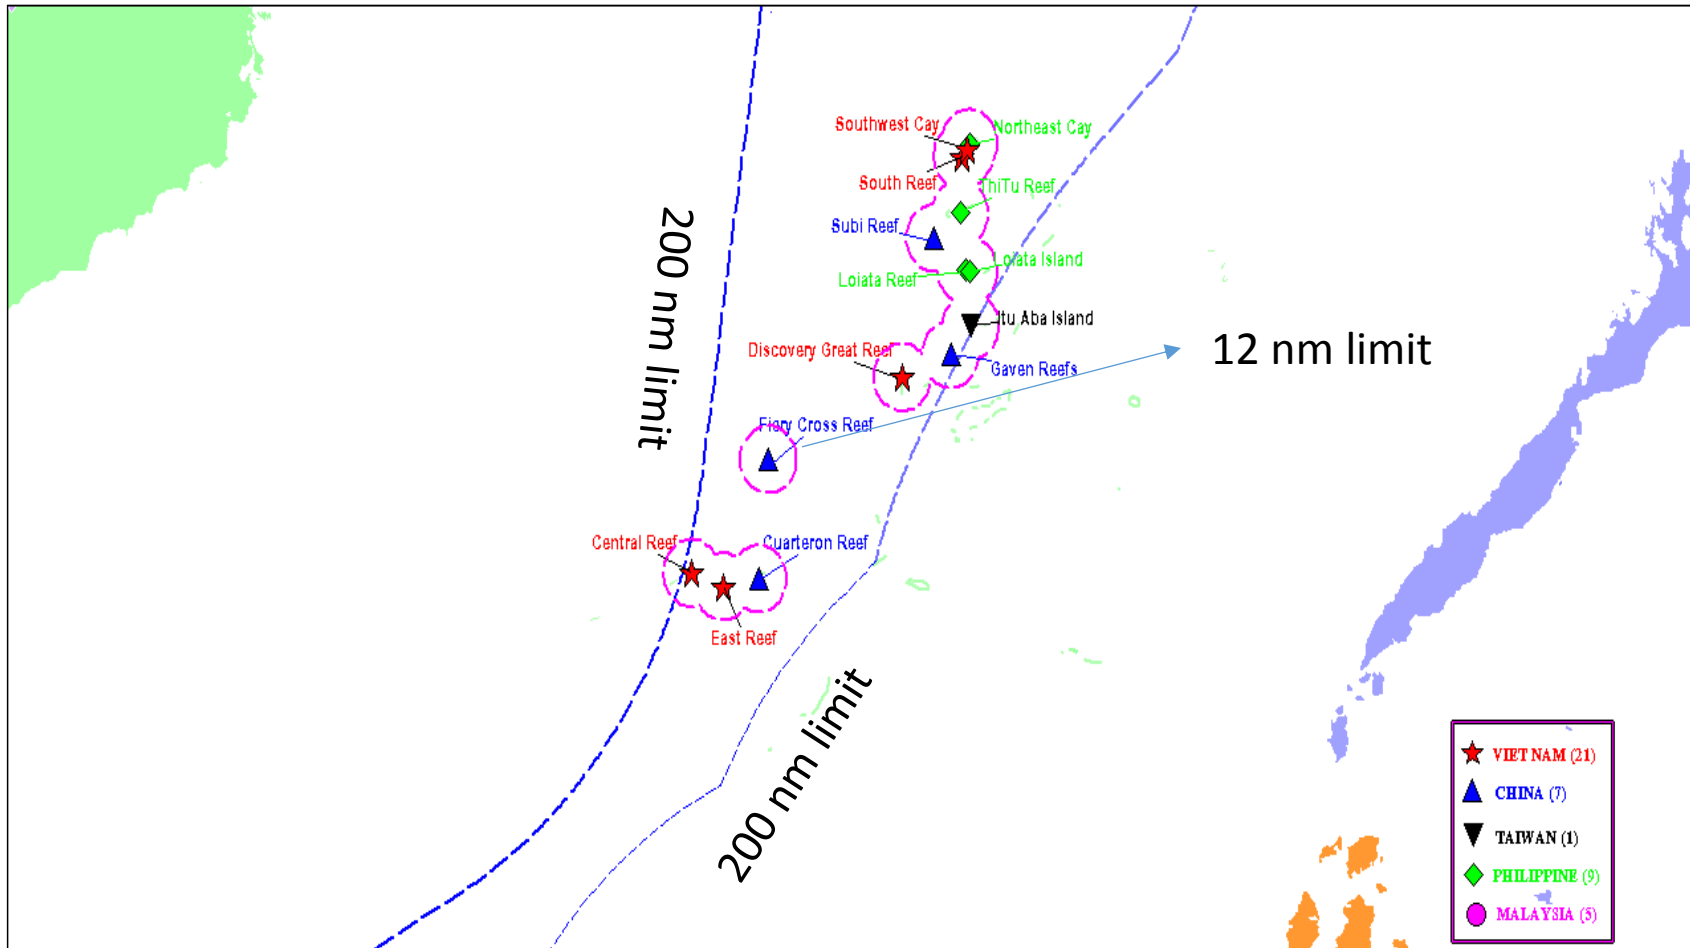 Southwest Cay
Northeast Cay
South Reef
ThiTu Reef
Subi Reef
Loiata Island
Loiata Reef
Itu Aba Island
Discovery Great Reef
Gaven Reefs
12 nm limit
200 nm limit
Fiery Cross Reef
Central Reef
Cuarteron Reef
East Reef
200 nm limit
VIET NAM (21)
CHINA (7)
TAIWAN (1)
PHILIPPINE (9)
MALAYSIA (5)